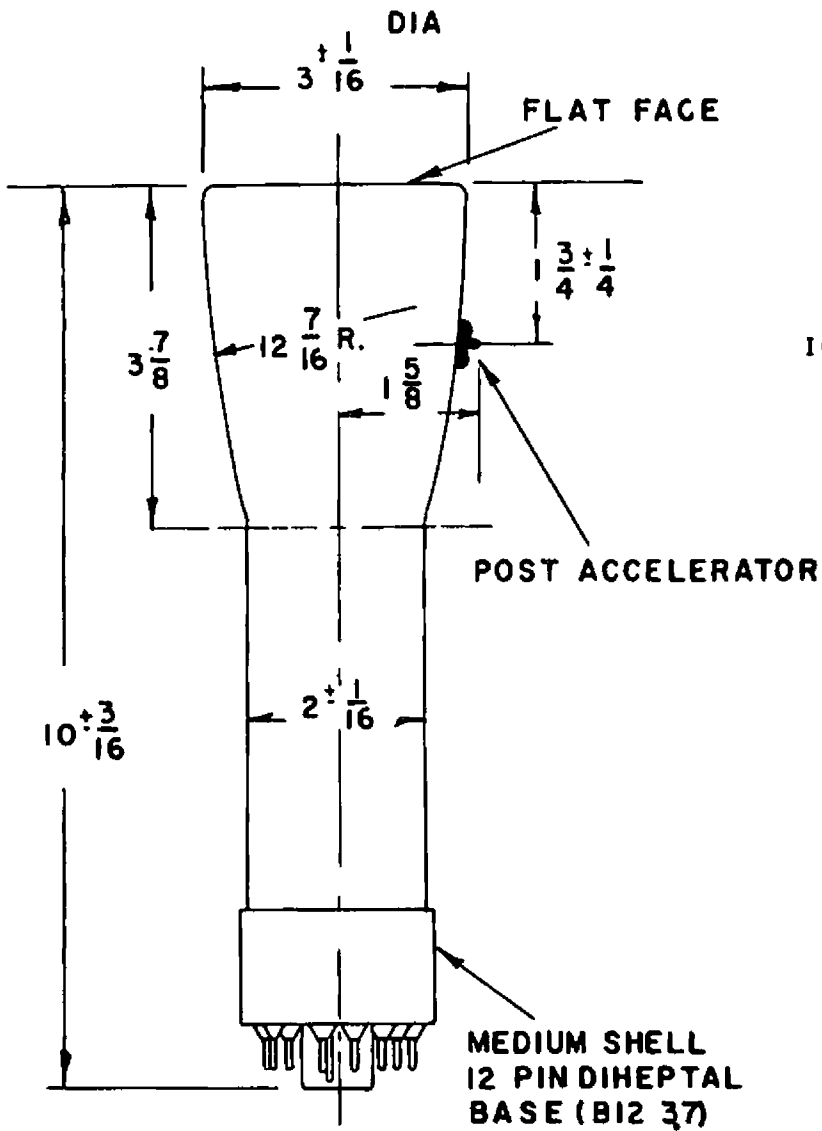 DIA
3 ± 1/16
FLAT FACE
1 3/4 ± 1/4
12 7/16 R.
3 7/8
1 5/8
POST ACCELERATOR
2 ± 1/16
10 ± 3/16
MEDIUM SHELL
12 PIN DIHEPTAL
BASE (B12 37)